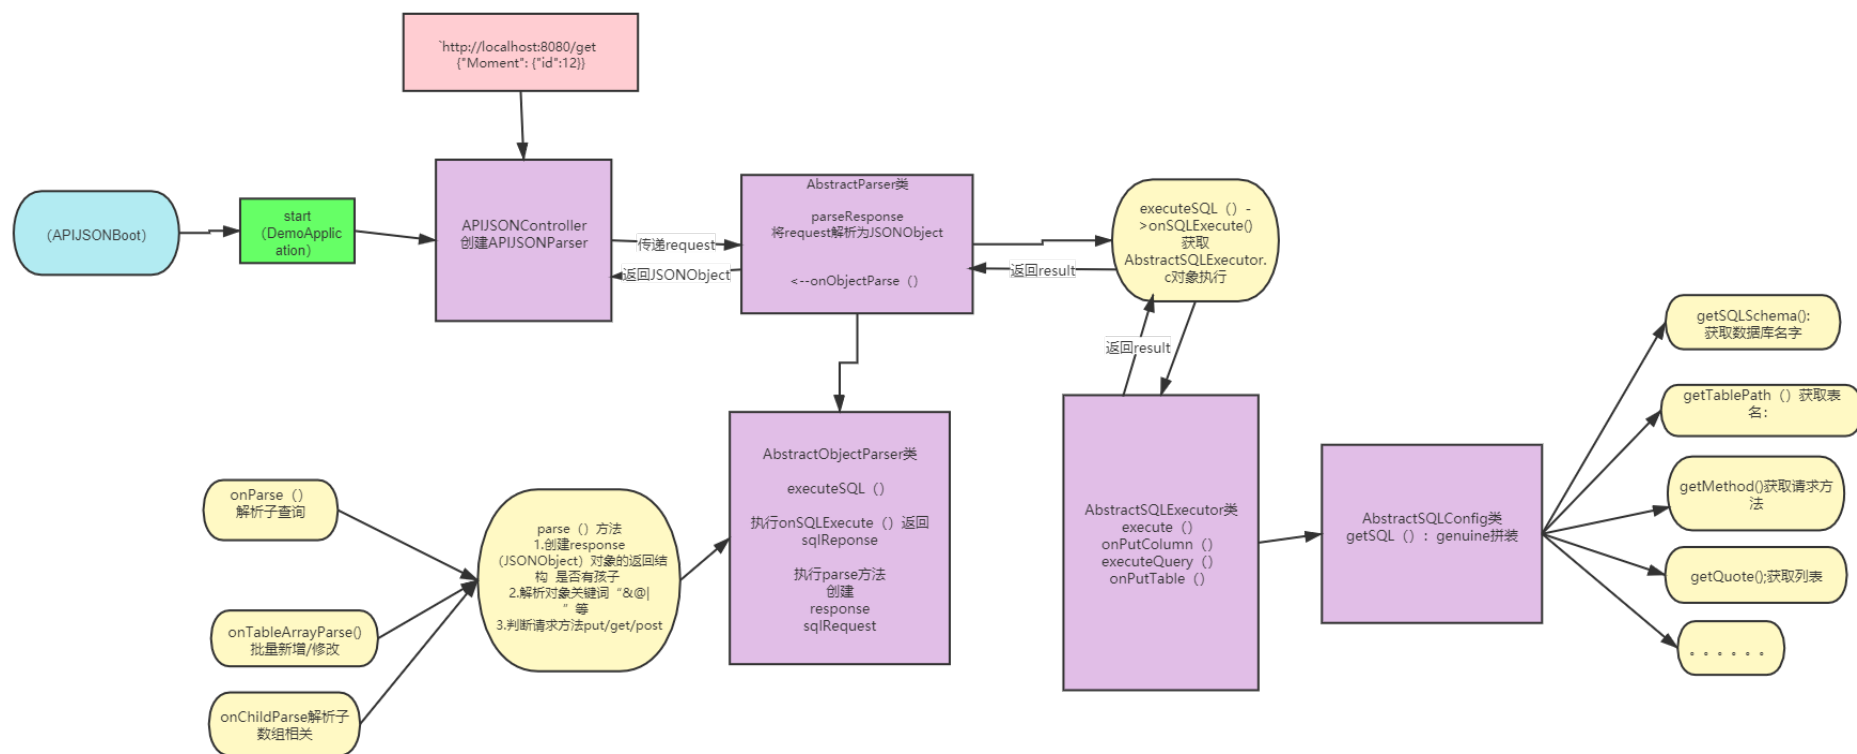 `http://localhost:8080/get
{"Moment": {"id":12}}
（APIJSONBoot）
start
（DemoApplic
ation）
APIJSONController
创建APIJSONParser
传递request
返回JSONObject
AbstractParser类
parseResponse
将request解析为JSONObject
<--onObjectParse（）
返回result
executeSQL（）-
>onSQLExecute()
获取
AbstractSQLExecutor.
c对象执行
返回result
AbstractObjectParser类
executeSQL（）
执行onSQLExecute（）返回
sqlReponse
执行parse方法
创建
response
sqlRequest
onParse（）
解析子查询
onTableArrayParse()
批量新增/修改
onChildParse解析子
数组相关
parse（）方法
1.创建response
（JSONObject）对象的返回结
构 是否有孩子
2.解析对象关键词“&@|
”等
3.判断请求方法put/get/post
AbstractSQLExecutor类
execute（）
onPutColumn（）
executeQuery（）
onPutTable（）
AbstractSQLConfig类
getSQL（）：genuine拼装
getSQLSchema():
获取数据库名字
getTablePath（）获取表
名：
getMethod()获取请求方
法
getQuote();获取列表
。。。。。。